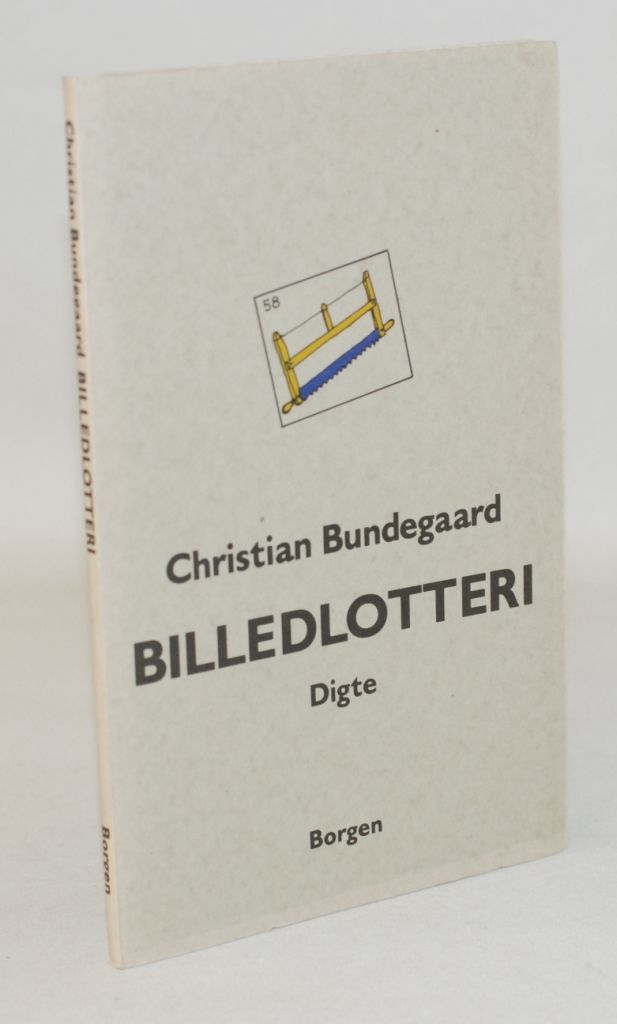 Christian Bundegaard BILLEDLOTTERI
Borgen
58
Christian Bundegaard
BILLEDLOTTERI
Digte
Borgen